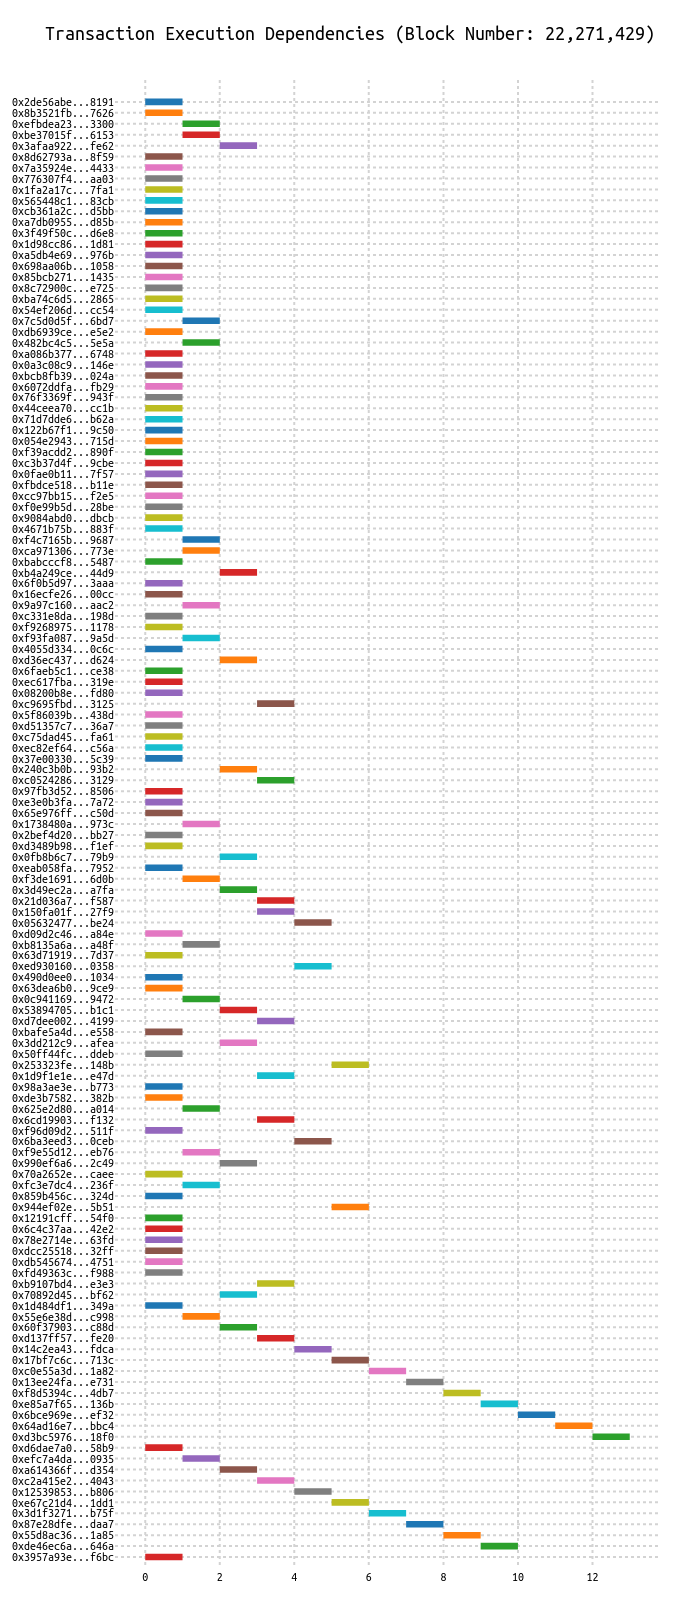 Transaction Execution Dependencies (Block Number: 22,271,429)
0x2de56abe...8191
0x8b3521fb...7626
0xefbdea23...3300
0xbe37015f...6153
0x3afaa922...fe62
0x8d62793a...8f59
0x7a35924e...4433
0x776307f4...aa03
0x1fa2a17c...7fa1
0x565448c1...83cb
0xcb361a2c...d5bb
0xa7db0955...d85b
0x3f49f50c...d6e8
0x1d98cc86...1d81
0xa5db4e69...976b
0x698aa06b...1058
0x85bcb271...1435
0x8c72900c...e725
0xba74c6d5...2865
0x54ef206d...cc54
0x7c5d0d5f...6bd7
0xdb6939ce...e5e2
0x482bc4c5...5e5a
0xa086b377...6748
0x0a3c08c9...146e
0xbcb8fb39...024a
0x6072ddfa...fb29
0x76f3369f...943f
0x44ceea70...cc1b
0x71d7dde6...b62a
0x122b67f1...9c50
0x054e2943...715d
0xf39acdd2...890f
0xc3b37d4f...9cbe
0x0fae0b11...7f57
0xfbdce518...b11e
0xcc97bb15...f2e5
0xf0e99b5d...28be
0x9084abd0...dbcb
0x4671b75b...883f
0xf4c7165b...9687
0xca971306...773e
0xbabcccf8...5487
0xb4a249ce...44d9
0x6f0b5d97...3aaa
0x16ecfe26...00cc
0x9a97c160...aac2
0xc331e8da...198d
0xf9268975...1178
0xf93fa087...9a5d
0x4055d334...0c6c
0xd36ec437...d624
0x6faeb5c1...ce38
0xec617fba...319e
0x08200b8e...fd80
0xc9695fbd...3125
0x5f86039b...438d
0xd51357c7...36a7
0xc75dad45...fa61
0xec82ef64...c56a
0x37e00330...5c39
0x240c3b0b...93b2
0xc0524286...3129
0x97fb3d52...8506
0xe3e0b3fa...7a72
0x65e976ff...c50d
0x1738480a...973c
0x2bef4d20...bb27
0xd3489b98...f1ef
0x0fb8b6c7...79b9
0xeab058fa...7952
0xf3de1691...6d0b
0x3d49ec2a...a7fa
0x21d036a7...f587
0x150fa01f...27f9
0x05632477...be24
0xd09d2c46...a84e
0xb8135a6a...a48f
0x63d71919...7d37
0xed930160...0358
0x490d0ee0...1034
0x63dea6b0...9ce9
0x0c941169...9472
0x53894705...b1c1
0xd7dee002...4199
0xbafe5a4d...e558
0x3dd212c9...afea
0x50ff44fc...ddeb
0x253323fe...148b
0x1d9f1e1e...e47d
0x98a3ae3e...b773
0xde3b7582...382b
0x625e2d80...a014
0x6cd19903...f132
0xf96d09d2...511f
0x6ba3eed3...0ceb
0xf9e55d12...eb76
0x990ef6a6...2c49
0x70a2652e...caee
0xfc3e7dc4...236f
0x859b456c...324d
0x944ef02e...5b51
0x12191cff...54f0
0x6c4c37aa...42e2
0x78e2714e...63fd
0xdcc25518...32ff
0xdb545674...4751
0xfd49363c...f988
0xb9107bd4...e3e3
0x70892d45...bf62
0x1d484df1...349a
0x55e6e38d...c998
0x60f37903...c88d
0xd137ff57...fe20
0x14c2ea43...fdca
0x17bf7c6c...713c
0xc0e55a3d...1a82
0x13ee24fa...e731
0xf8d5394c...4db7
0xe85a7f65...136b
0x6bce969e...ef32
0x64ad16e7...bbc4
0xd3bc5976...18f0
0xd6dae7a0...58b9
0xefc7a4da...0935
0xa614366f...d354
0xc2a415e2...4043
0x12539853...b806
0xe67c21d4...1dd1
0x3d1f3271...b75f
0x87e28dfe...daa7
0x55d8ac36...1a85
0xde46ec6a...646a
0x3957a93e...f6bc
0 2 4 6 8 10 12